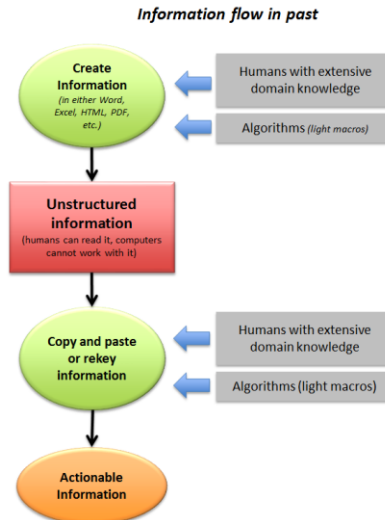 Information flow in past
Create
Information
(in either Word,
Excel, HTML, PDF,
etc.)
Humans with extensive
domain knowledge
Algorithms (light macros)
Unstructured
information
(humans can read it, computers
cannot work with it)
Copy and paste
or rekey
information
Humans with extensive
domain knowledge
Algorithms (light macros)
Actionable
Information